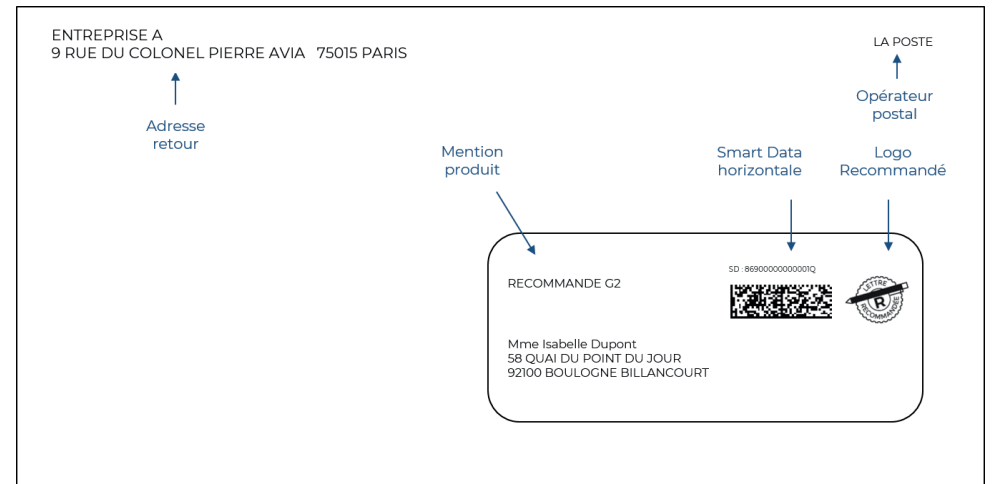 ENTREPRISE A
9 RUE DU COLONEL PIERRE AVIA 75015 PARIS
LA POSTE
Adresse
retour
Opérateur
postal
Mention
produit
Smart Data
horizontale
Logo
Recommandé
SD : 86900000000001Q
RECOMMANDE G2
LETTRE
R
RECOMMANDÉE
Mme Isabelle Dupont
58 QUAI DU POINT DU JOUR
92100 BOULOGNE BILLANCOURT